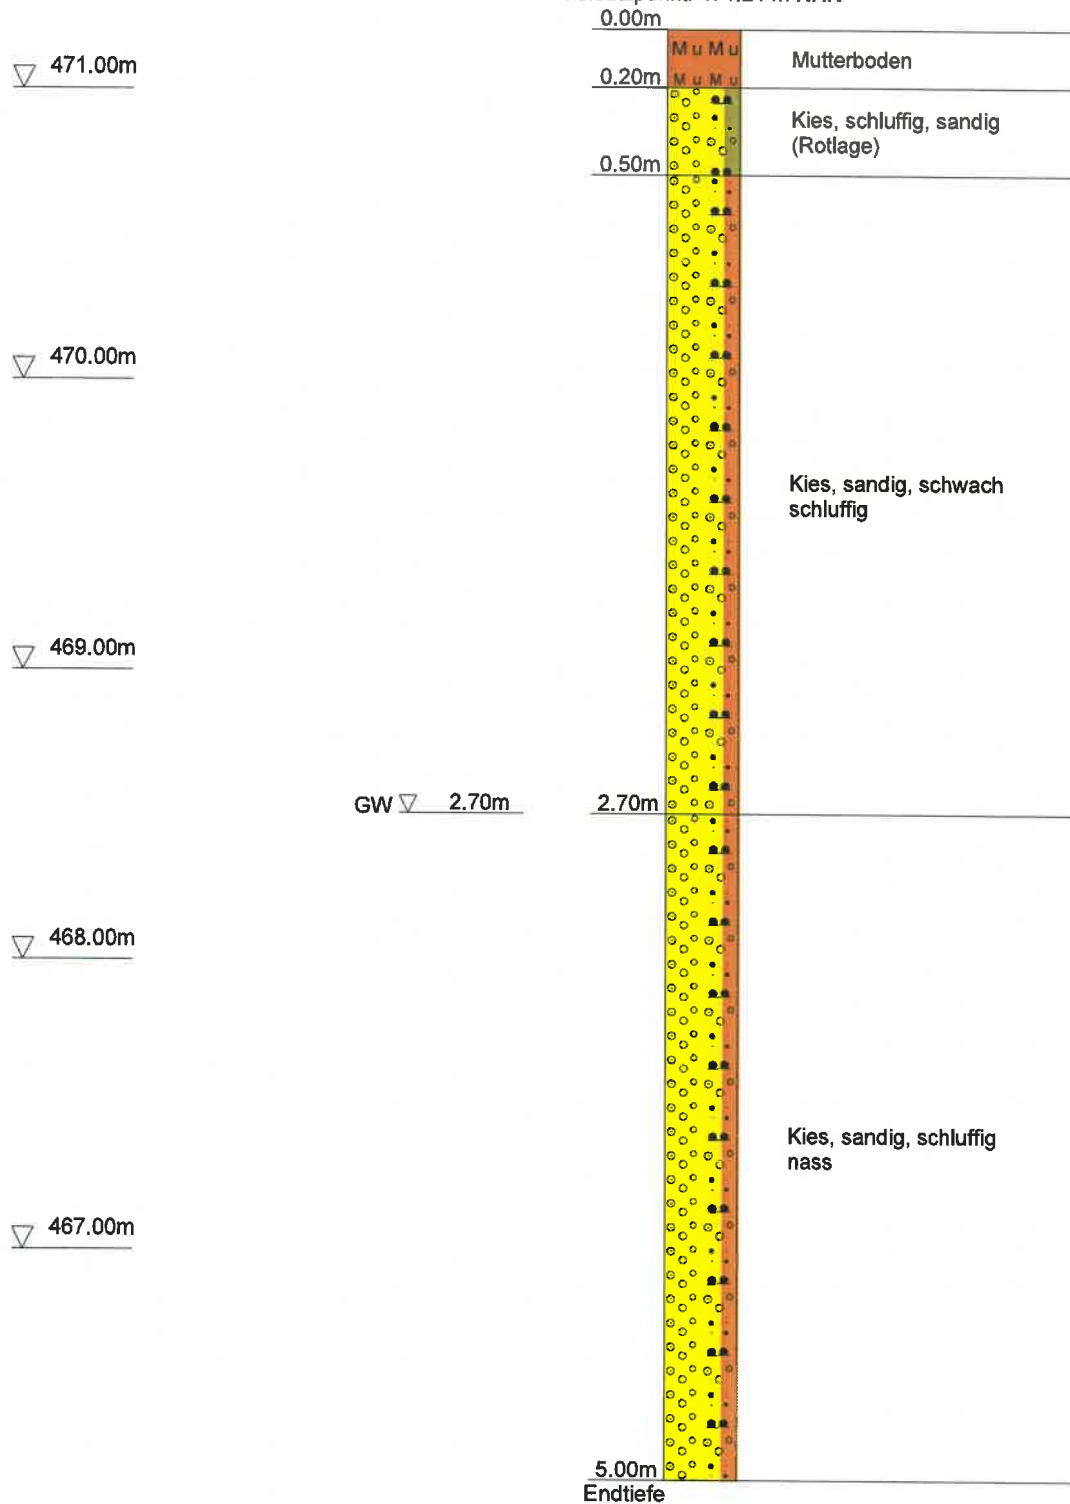 0.00m
M u M u
Mutterboden
471.00m
0.20m
M u M u
Kies, schluffig, sandig
(Rotlage)
0.50m
470.00m
Kies, sandig, schwach
schluffig
469.00m
GW 2.70m
2.70m
468.00m
Kies, sandig, schluffig
nass
467.00m
5.00m
Endtiefe